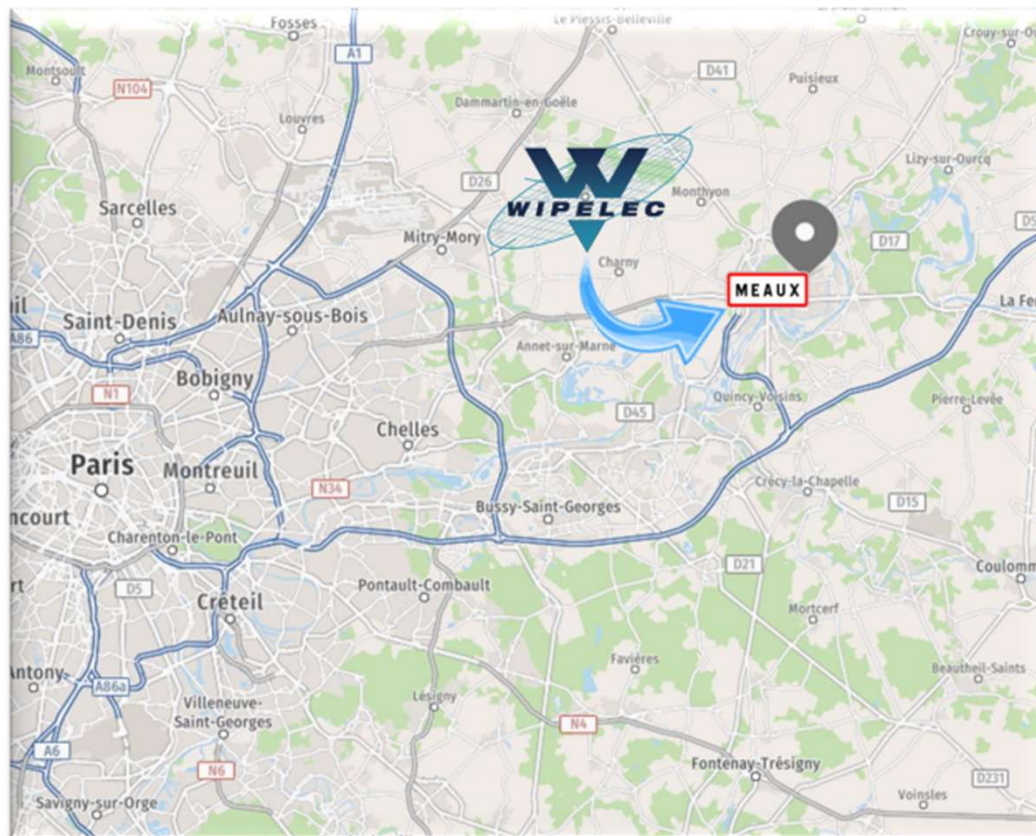 Le Plessis-Belleville
Fosses
Crouy-sur-O
A1
Montsoult
D41
Puisieux
N104
Dammartin-en-Goële
Louvres
Lizy-sur-Ourcq
D26
WIPELEC
Monthyon
Sarcelles
Mitry-Mory
D17
Charny
MEAUX
La Fe
Saint-Denis
Aulnay-sous-Bois
A86
Annet-sur-Marne
Bobigny
N1
Quincy-Voisins
Pierre-Levée
D45
Chelles
Paris
Montreuil
N34
Crécy-la-Chapelle
D15
Bussy-Saint-Georges
ncourt
Charenton-le-Pont
D21
Coulomm
D5
Pontault-Combault
Créteil
Mortcerf
Favières
Beautheil-Saints
Antony
A86a
Lésigny
Villeneuve-
Saint-Georges
N4
A6
N6
Fontenay-Trésigny
D231
Savigny-sur-Orge
Voinsles